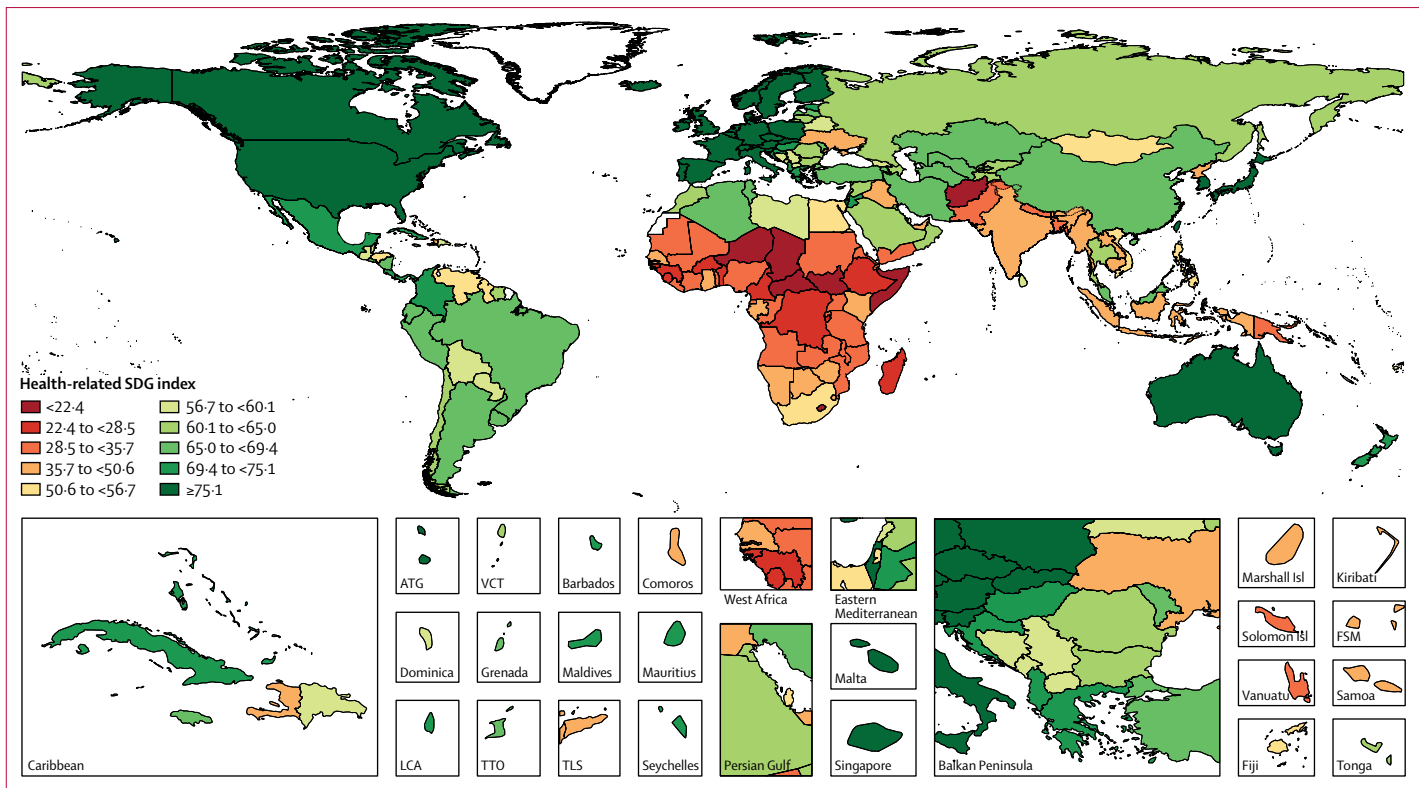 Health-related SDG index
<22·4
22·4 to <28·5
28·5 to <35·7
35·7 to <50·6
50·6 to <56·7
56·7 to <60·1
60·1 to <65·0
65·0 to <69·4
69·4 to <75·1
≥75·1
Caribbean
ATG
VCT
Barbados
Comoros
West Africa
Eastern
Mediterranean
Marshall Isl
Kiribati
Dominica
Grenada
Maldives
Mauritius
Malta
Solomon Isl
FSM
Vanuatu
Samoa
LCA
TTO
TLS
Seychelles
Persian Gulf
Singapore
Balkan Peninsula
Fiji
Tonga